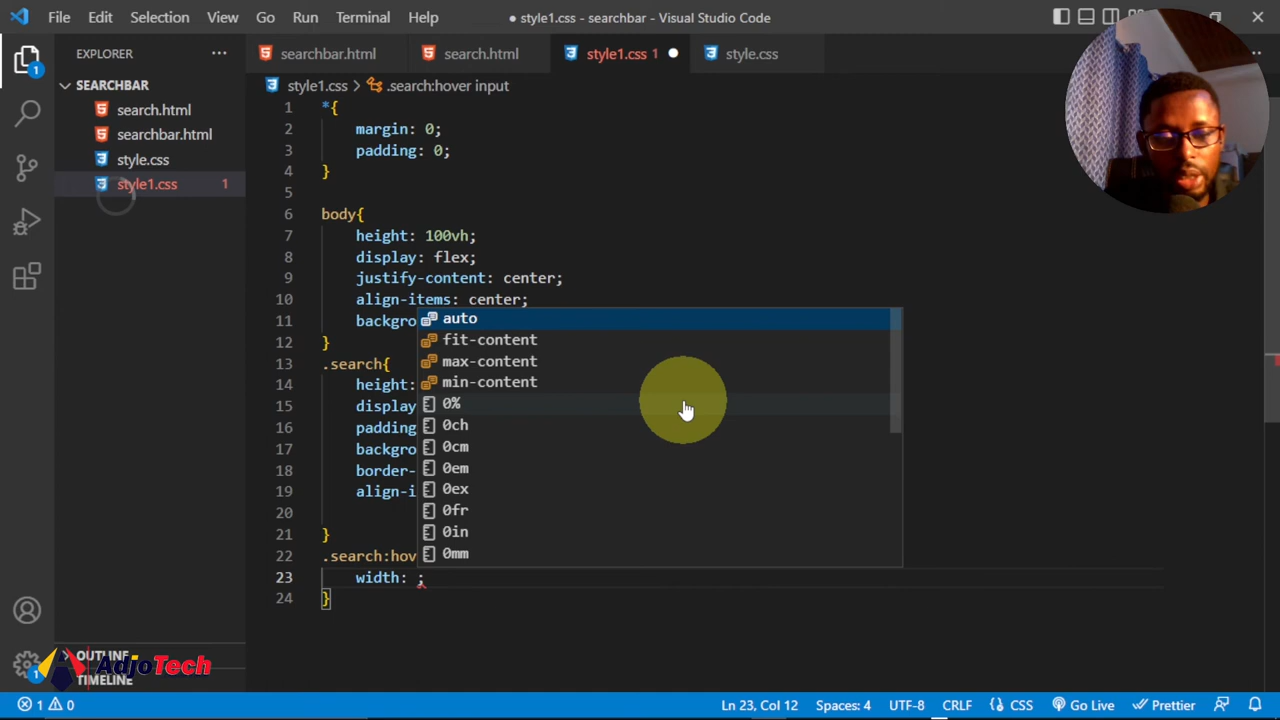 File Edit Selection View Go Run Terminal Help
● style1.css - searchbar - Visual Studio Code
EXPLORER ···
searchbar.html search.html style1.css 1 ● style.css
SEARCHBAR
search.html
searchbar.html
style.css
style1.css 1
style1.css > .search:hover input
1 *{
2 margin: 0;
3 padding: 0;
4 }
5
6 body{
7 height: 100vh;
8 display: flex;
9 justify-content: center;
10 align-items: center;
11 backgro
12 }
13 .search{
14 height:
15 display
16 padding
17 backgro
18 border-
19 align-i
20
21 }
22 .search:hov
23 width: ;
24 }
auto
fit-content
max-content
min-content
0%
0ch
0cm
0em
0ex
0fr
0in
0mm
1
1
OUTLINE
TIMELINE
AdjoTech
1 0 Ln 23, Col 12 Spaces: 4 UTF-8 CRLF {} CSS Go Live Prettier